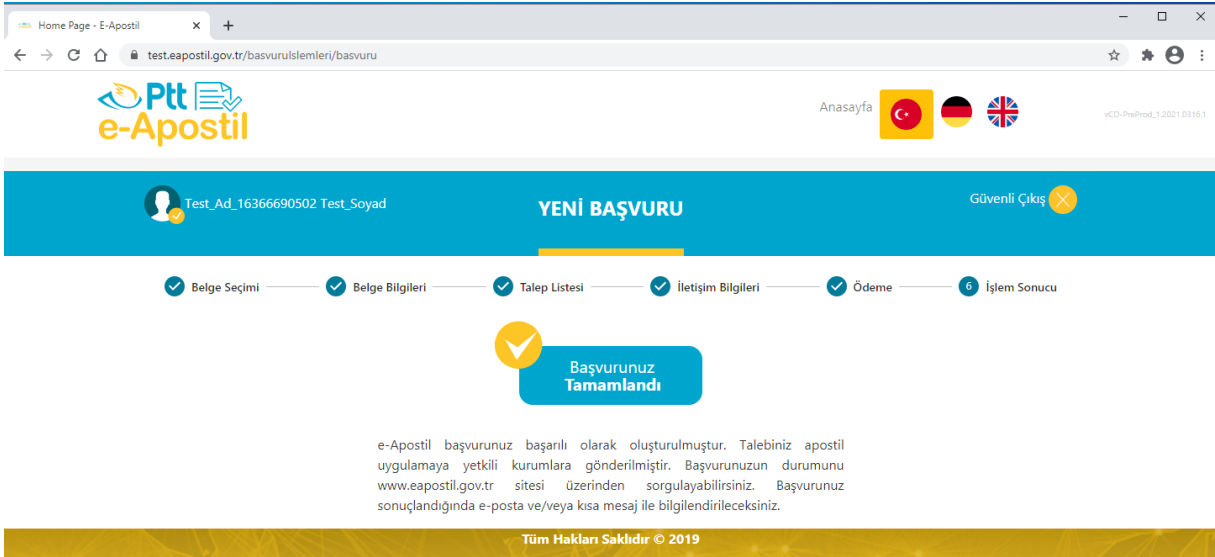 Home Page - E-Apostil
test.eapostil.gov.tr/basvuruIslemleri/basvuru
Ptt
e-Apostil
Anasayfa
vCD-PreProd_1.2021.0316.1
Test_Ad_16366690502 Test_Soyad
YENİ BAŞVURU
Güvenli Çıkış
Belge Seçimi
Belge Bilgileri
Talep Listesi
İletişim Bilgileri
Ödeme
6 İşlem Sonucu
Başvurunuz
Tamamlandı
e-Apostil başvurunuz başarılı olarak oluşturulmuştur. Talebiniz apostil
uygulamaya yetkili kurumlara gönderilmiştir. Başvurunuzun durumunu
www.eapostil.gov.tr sitesi üzerinden sorgulayabilirsiniz. Başvurunuz
sonuçlandığında e-posta ve/veya kısa mesaj ile bilgilendirileceksiniz.
Tüm Hakları Saklıdır © 2019